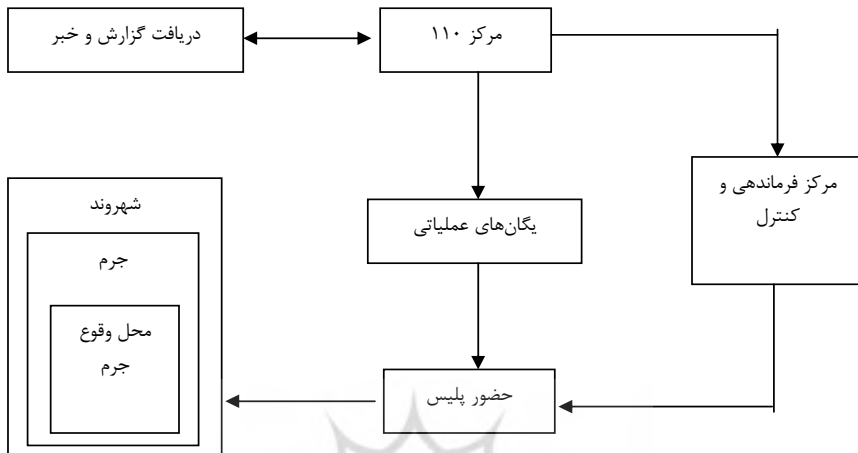 دریافت گزارش و خبر
مرکز ۱۱۰
مرکز فرماندهی و
کنترل
یگان‌های عملیاتی
شهروند
جرم
محل وقوع
جرم
حضور پلیس